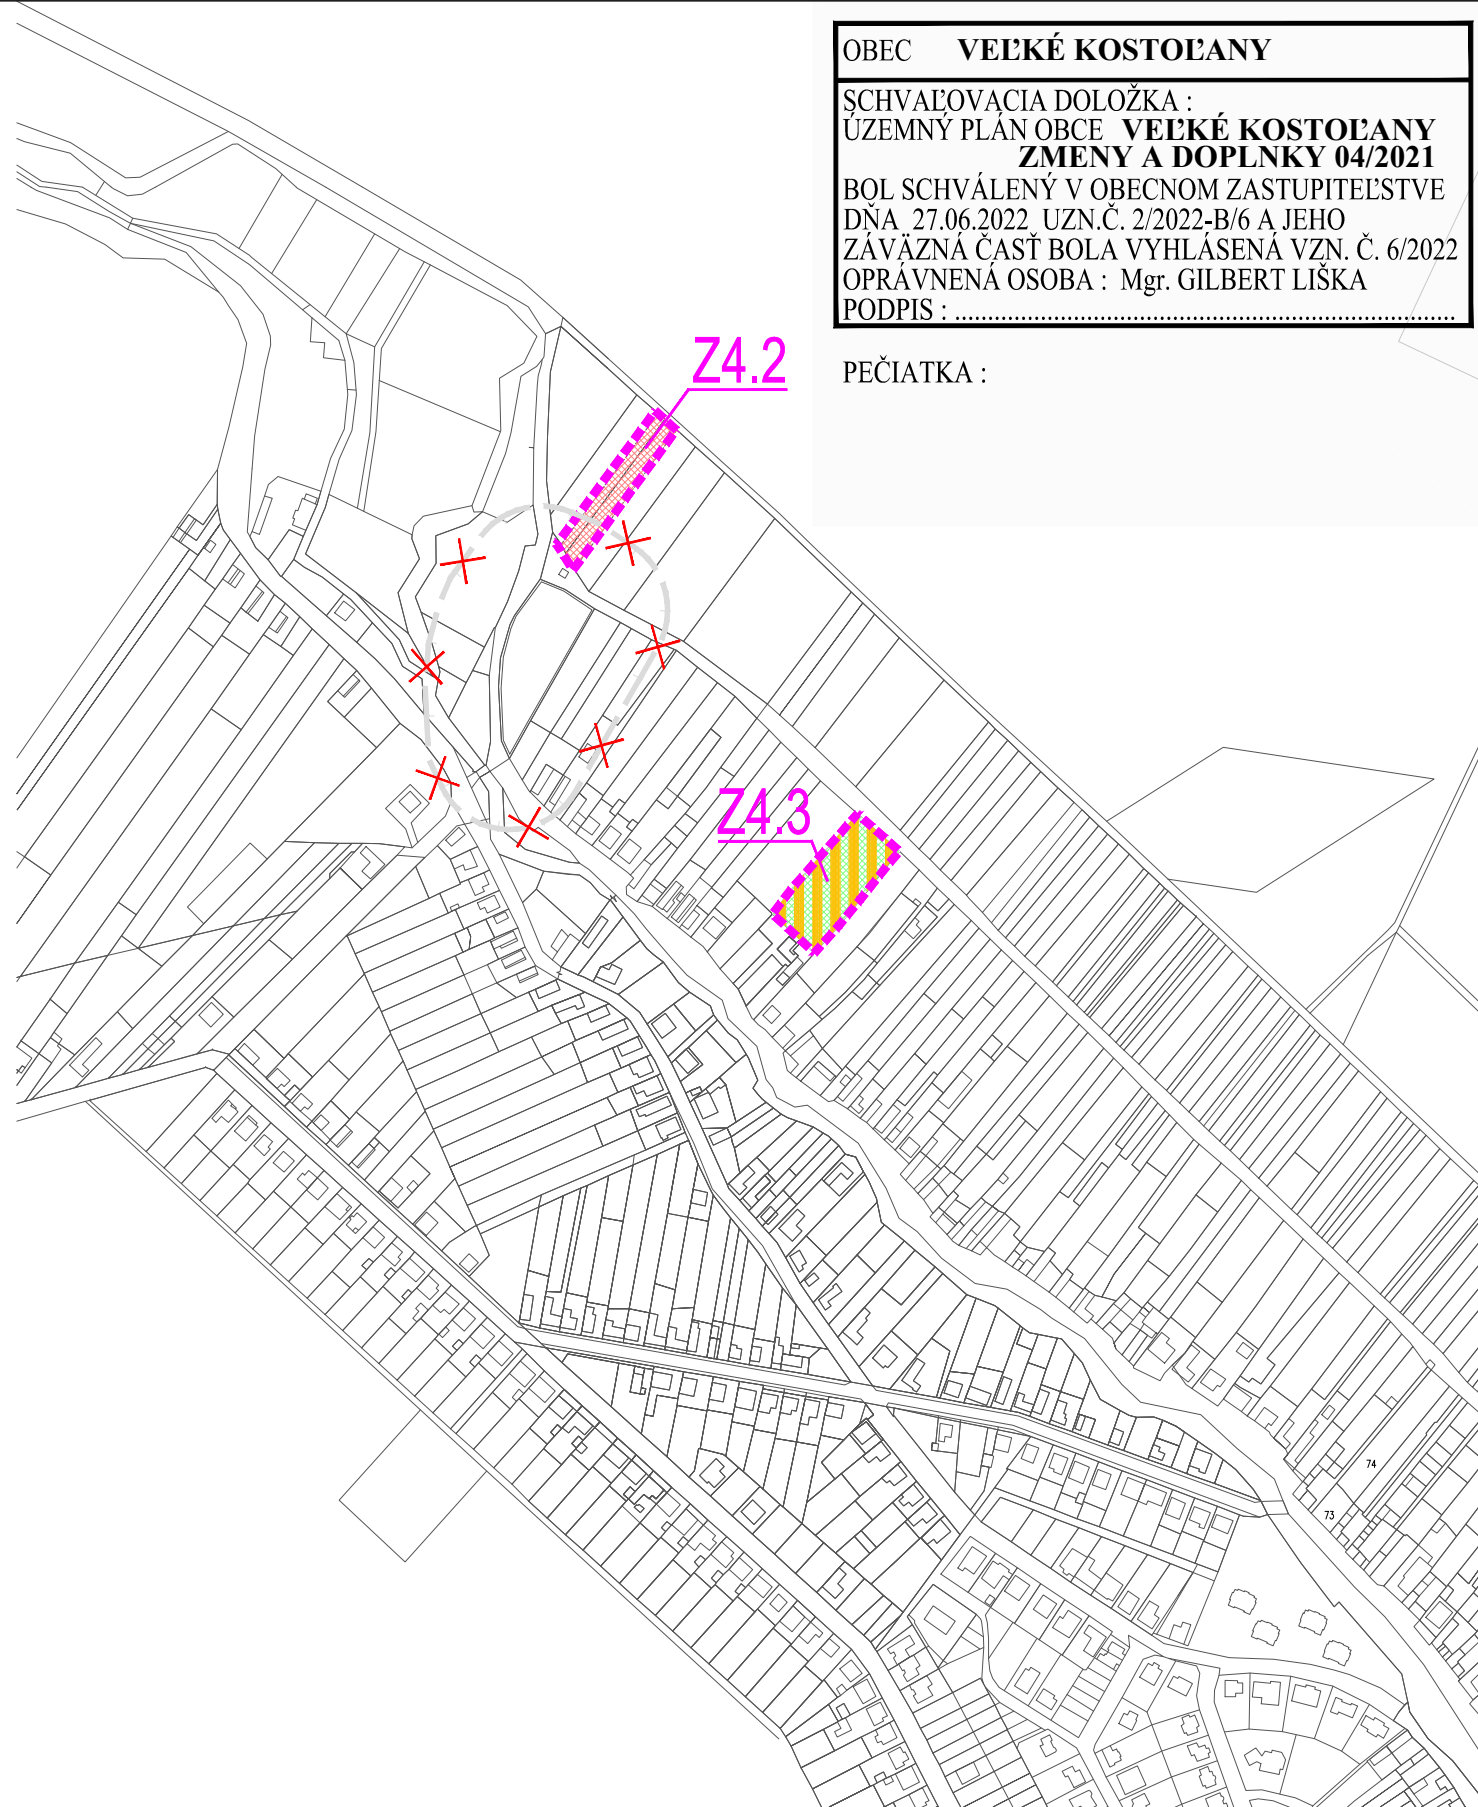 OBEC VEĽKÉ KOSTOĽANY
SCHVAĽOVACIA DOLOŽKA :
ÚZEMNÝ PLÁN OBCE VEĽKÉ KOSTOĽANY
ZMENY A DOPLNKY 04/2021
BOL SCHVÁLENÝ V OBECNOM ZASTUPITEĽSTVE
DŇA 27.06.2022 UZN.Č. 2/2022-B/6 A JEHO
ZÁVÄZNÁ ČASŤ BOLA VYHLÁSENÁ VZN. Č. 6/2022
OPRÁVNENÁ OSOBA : Mgr. GILBERT LIŠKA
PODPIS : ............................................................................
PEČIATKA :
Z4.2
Z4.3
74
73